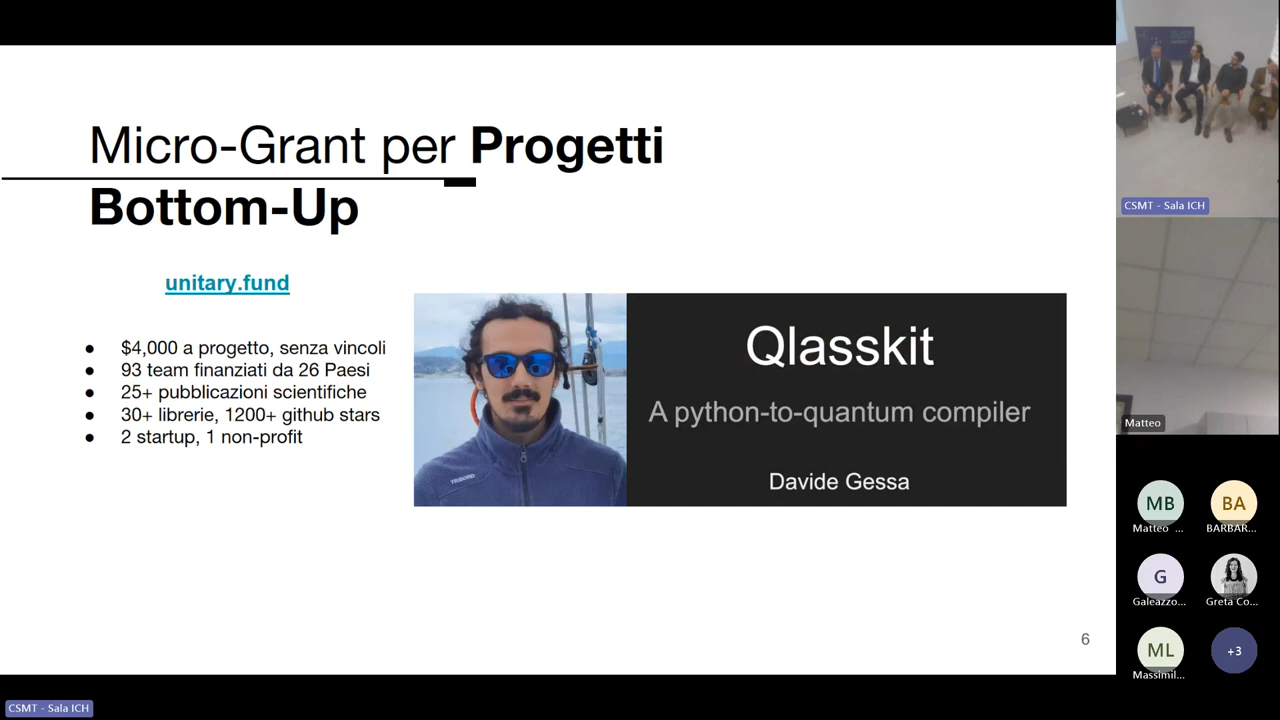 Micro-Grant per Progetti
Bottom-Up
unitary.fund
● $4,000 a progetto, senza vincoli
● 93 team finanziati da 26 Paesi
● 25+ pubblicazioni scientifiche
● 30+ librerie, 1200+ github stars
● 2 startup, 1 non-profit
TRIBORD
Qlasskit
A python-to-quantum compiler
Davide Gessa
6
CSMT - Sala ICH
CSMT - Sala ICH
Matteo
MB
BA
Matteo ...
BARBAR...
G
Galeazzo...
Greta Co...
ML
+3
Massimil...